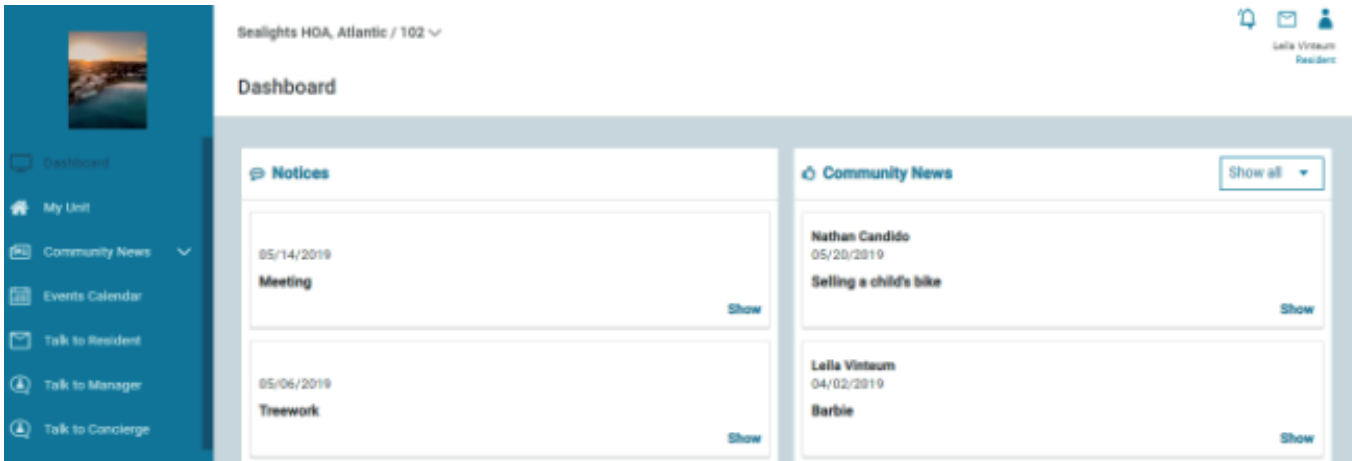 Sealights HOA, Atlantic / 102
Leila Vinteum
Resident
Dashboard
Dashboard
My Unit
Community News
Events Calendar
Talk to Resident
Talk to Manager
Talk to Concierge
Notices
05/14/2019
Meeting
Show
05/06/2019
Treework
Show
Community News
Show all
Nathan Candido
05/20/2019
Selling a child's bike
Show
Leila Vinteum
04/02/2019
Barbie
Show